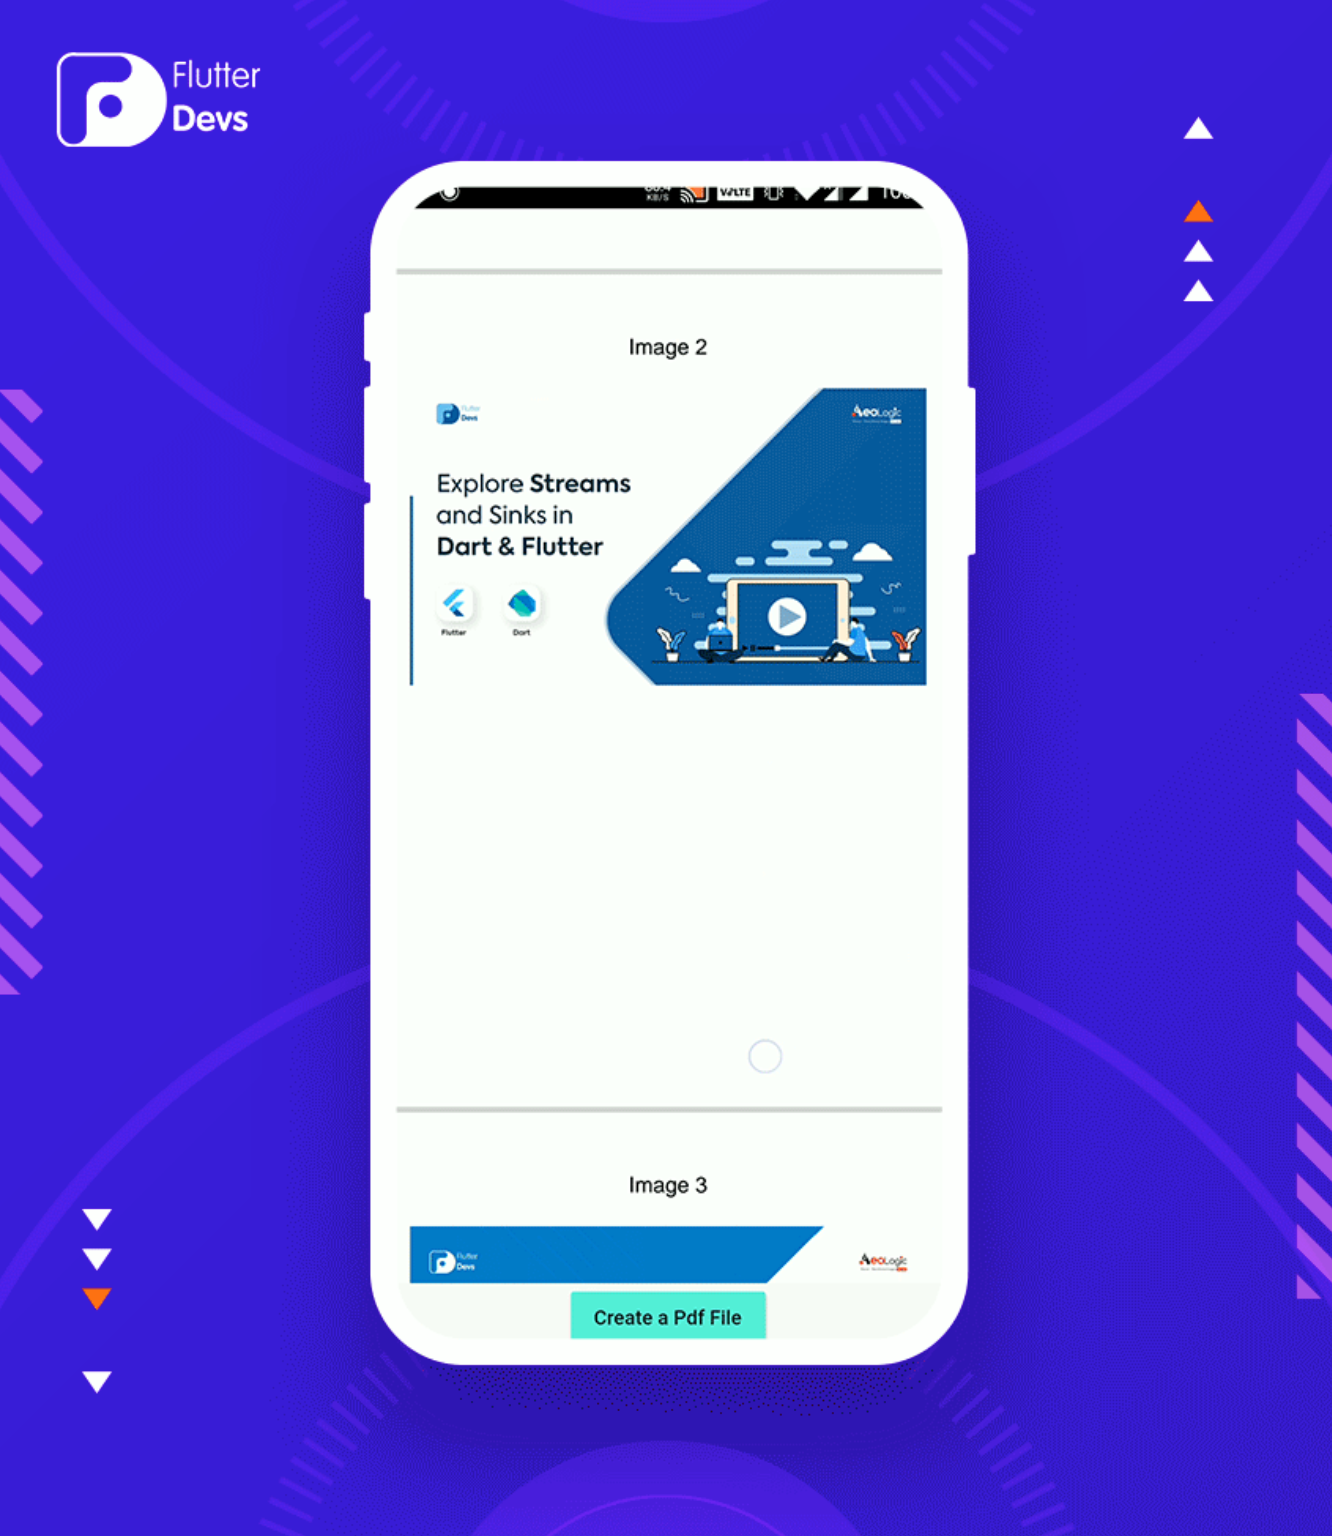 Flutter
Devs
KB/S
VoLTE
Image 2
Flutter
Devs
AeoLogic
Explore Streams
and Sinks in
Dart & Flutter
Flutter
Dart
Image 3
Flutter
Devs
AeoLogic
Create a Pdf File